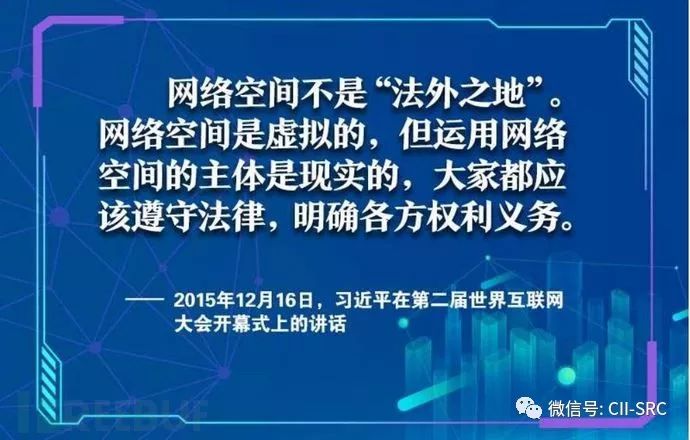 网络空间不是“法外之地”。
网络空间是虚拟的，但运用网络
空间的主体是现实的，大家都应
该遵守法律，明确各方权利义务。
—— 2015年12月16日，习近平在第二届世界互联网
大会开幕式上的讲话
REEBUF
微信号: CII-SRC